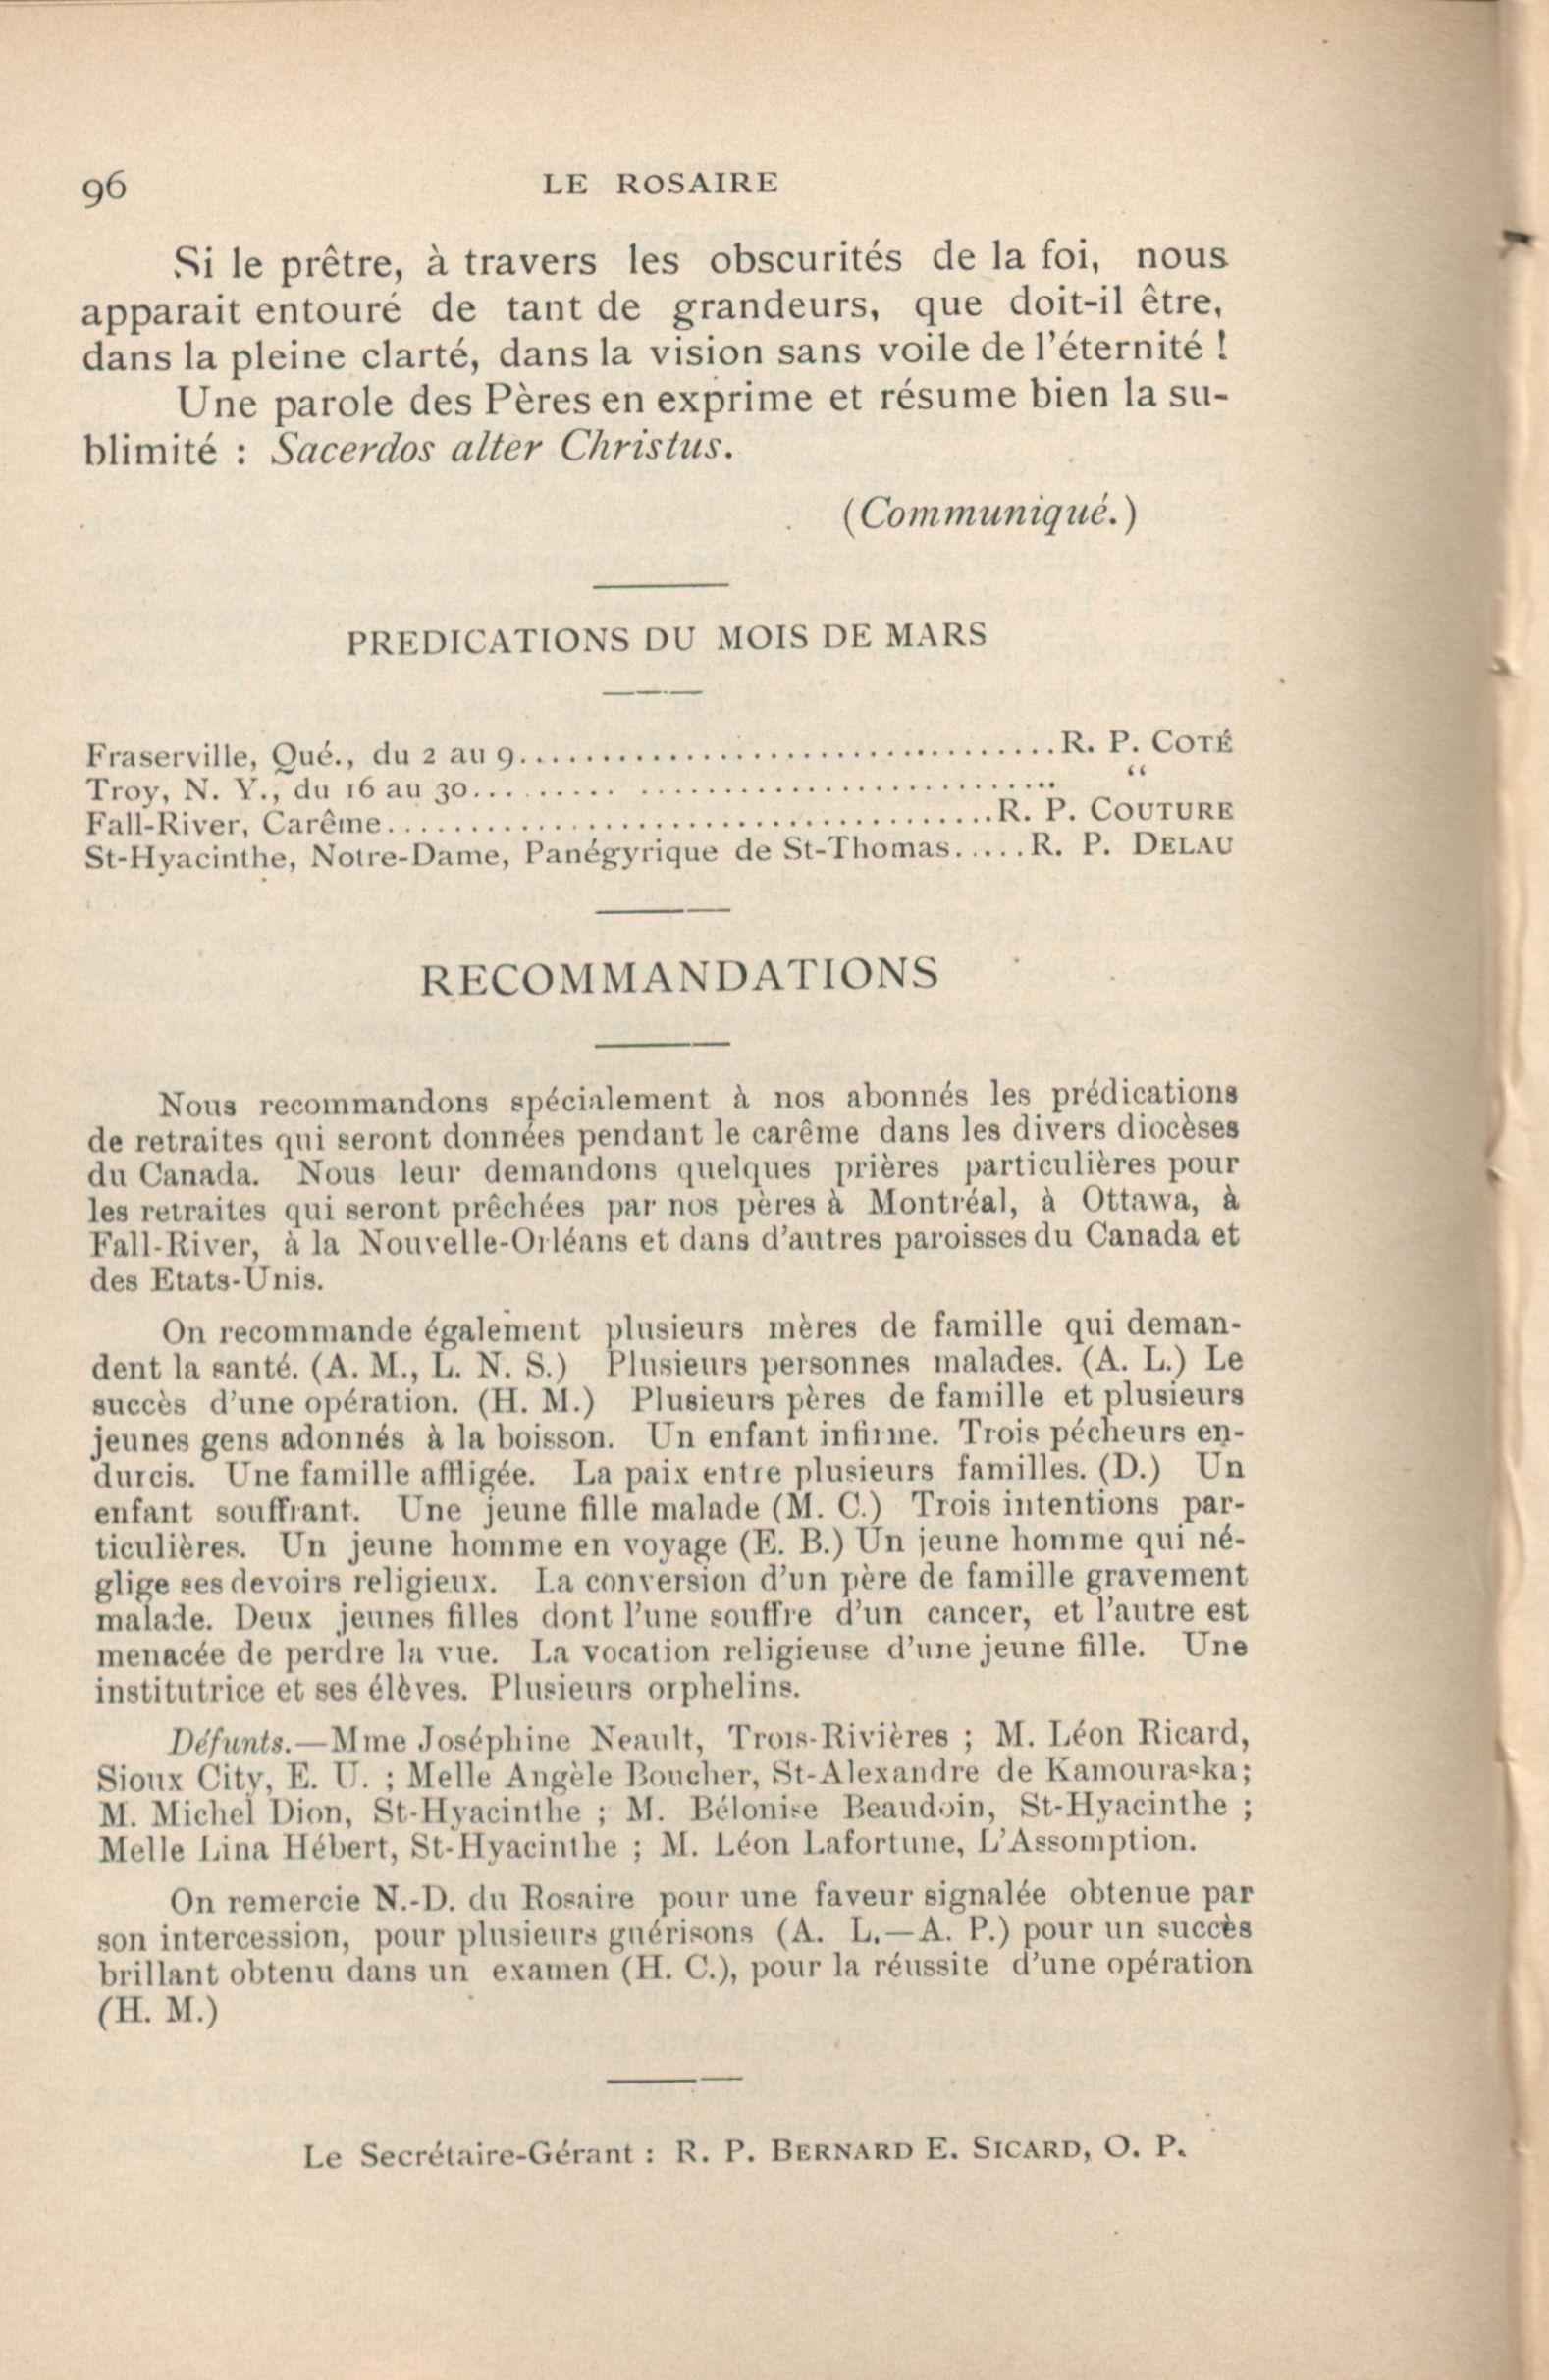 96
LE ROSAIRE
Si le prêtre, à travers les obscurités de la foi, nous
apparait entouré de tant de grandeurs, que doit-il être,
dans la pleine clarté, dans la vision sans voile de l'éternité !
Une parole des Pères en exprime et résume bien la su-
blimité : Sacerdos alter Christus.
(Communiqué.)
PREDICATIONS DU MOIS DE MARS
Fraserville, Qué., du 2 au 9......................................R. P. COTÉ
Troy, N. Y., du 16 au 30.......... .............................. "
Fall-River, Carême..........................................R. P. COUTURE
St-Hyacinthe, Notre-Dame, Panégyrique de St-Thomas.....R. P. DELAU
RECOMMANDATIONS
Nous recommandons spécialement à nos abonnés les prédications
de retraites qui seront données pendant le carême dans les divers diocèses
du Canada. Nous leur demandons quelques prières particulières pour
les retraites qui seront prêchées par nos pères à Montréal, à Ottawa, à
Fall-River, à la Nouvelle-Orléans et dans d'autres paroisses du Canada et
des Etats-Unis.
On recommande également plusieurs mères de famille qui deman-
dent la santé. (A. M., L. N. S.) Plusieurs personnes malades. (A. L.) Le
succès d'une opération. (H. M.) Plusieurs pères de famille et plusieurs
jeunes gens adonnés à la boisson. Un enfant infirme. Trois pécheurs en-
durcis. Une famille affligée. La paix entre plusieurs familles. (D.) Un
enfant souffrant. Une jeune fille malade (M. C.) Trois intentions par-
ticulières. Un jeune homme en voyage (E. B.) Un jeune homme qui né-
glige ses devoirs religieux. La conversion d'un père de famille gravement
malade. Deux jeunes filles dont l'une souffre d'un cancer, et l'autre est
menacée de perdre la vue. La vocation religieuse d'une jeune fille. Une
institutrice et ses élèves. Plusieurs orphelins.
Défunts.—Mme Joséphine Neault, Trois-Rivières ; M. Léon Ricard,
Sioux City, E. U. ; Melle Angèle Boucher, St-Alexandre de Kamouraska;
M. Michel Dion, St-Hyacinthe ; M. Bélonise Beaudoin, St-Hyacinthe ;
Melle Lina Hébert, St-Hyacinthe ; M. Léon Lafortune, L'Assomption.
On remercie N.-D. du Rosaire pour une faveur signalée obtenue par
son intercession, pour plusieurs guérisons (A. L.—A. P.) pour un succès
brillant obtenu dans un examen (H. C.), pour la réussite d'une opération
(H. M.)
Le Secrétaire-Gérant : R. P. BERNARD E. SICARD, O. P.